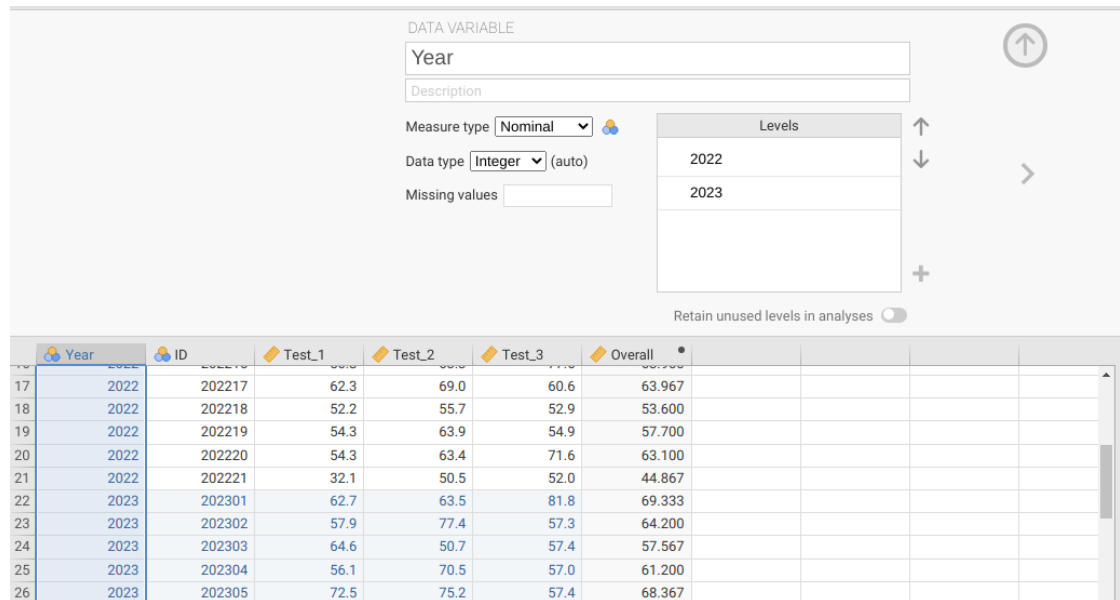 DATA VARIABLE
Year
Description
Measure type Nominal
Data type Integer (auto)
Missing values
Levels
2022
2023
Retain unused levels in analyses
Year ID Test_1 Test_2 Test_3 Overall
17 2022 202217 62.3 69.0 60.6 63.967
18 2022 202218 52.2 55.7 52.9 53.600
19 2022 202219 54.3 63.9 54.9 57.700
20 2022 202220 54.3 63.4 71.6 63.100
21 2022 202221 32.1 50.5 52.0 44.867
22 2023 202301 62.7 63.5 81.8 69.333
23 2023 202302 57.9 77.4 57.3 64.200
24 2023 202303 64.6 50.7 57.4 57.567
25 2023 202304 56.1 70.5 57.0 61.200
26 2023 202305 72.5 75.2 57.4 68.367